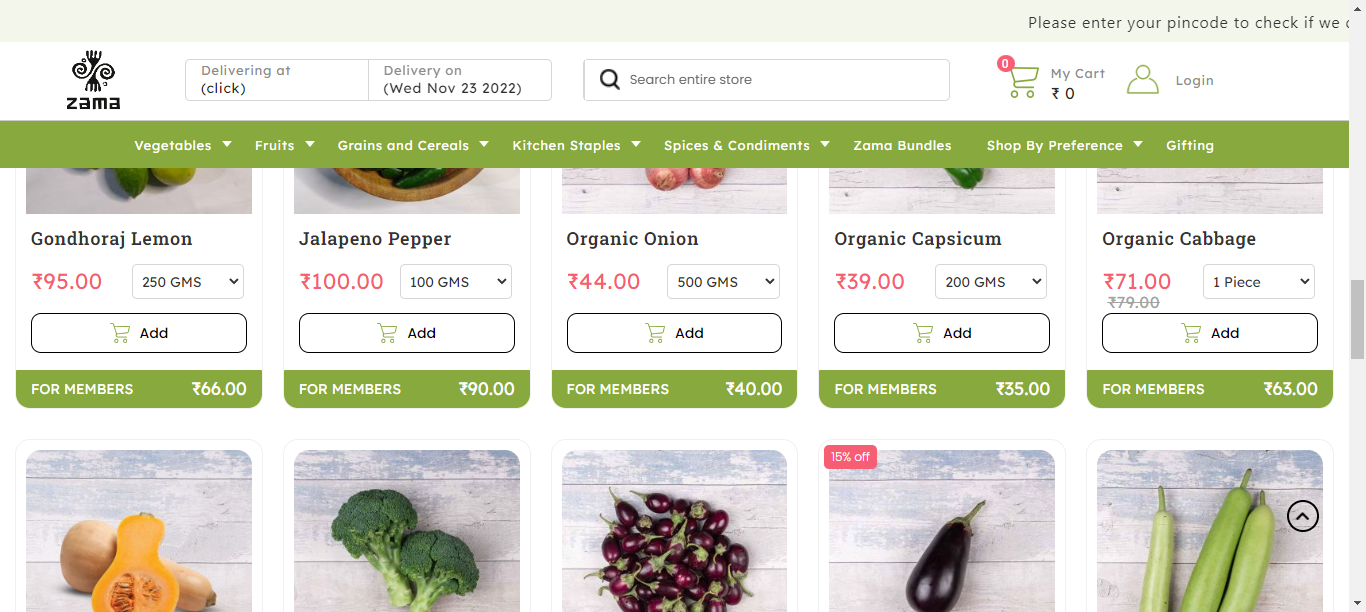 Please enter your pincode to check if we
zama
Delivering at
(click)
Delivery on
(Wed Nov 23 2022)
Search entire store
0
My Cart
₹ 0
Login
Vegetables Fruits Grains and Cereals Kitchen Staples Spices & Condiments Zama Bundles Shop By Preference Gifting
Gondhoraj Lemon
₹95.00 250 GMS
Add
FOR MEMBERS ₹66.00
Jalapeno Pepper
₹100.00 100 GMS
Add
FOR MEMBERS ₹90.00
Organic Onion
₹44.00 500 GMS
Add
FOR MEMBERS ₹40.00
Organic Capsicum
₹39.00 200 GMS
Add
FOR MEMBERS ₹35.00
Organic Cabbage
₹71.00 1 Piece
₹79.00
Add
FOR MEMBERS ₹63.00
15% off